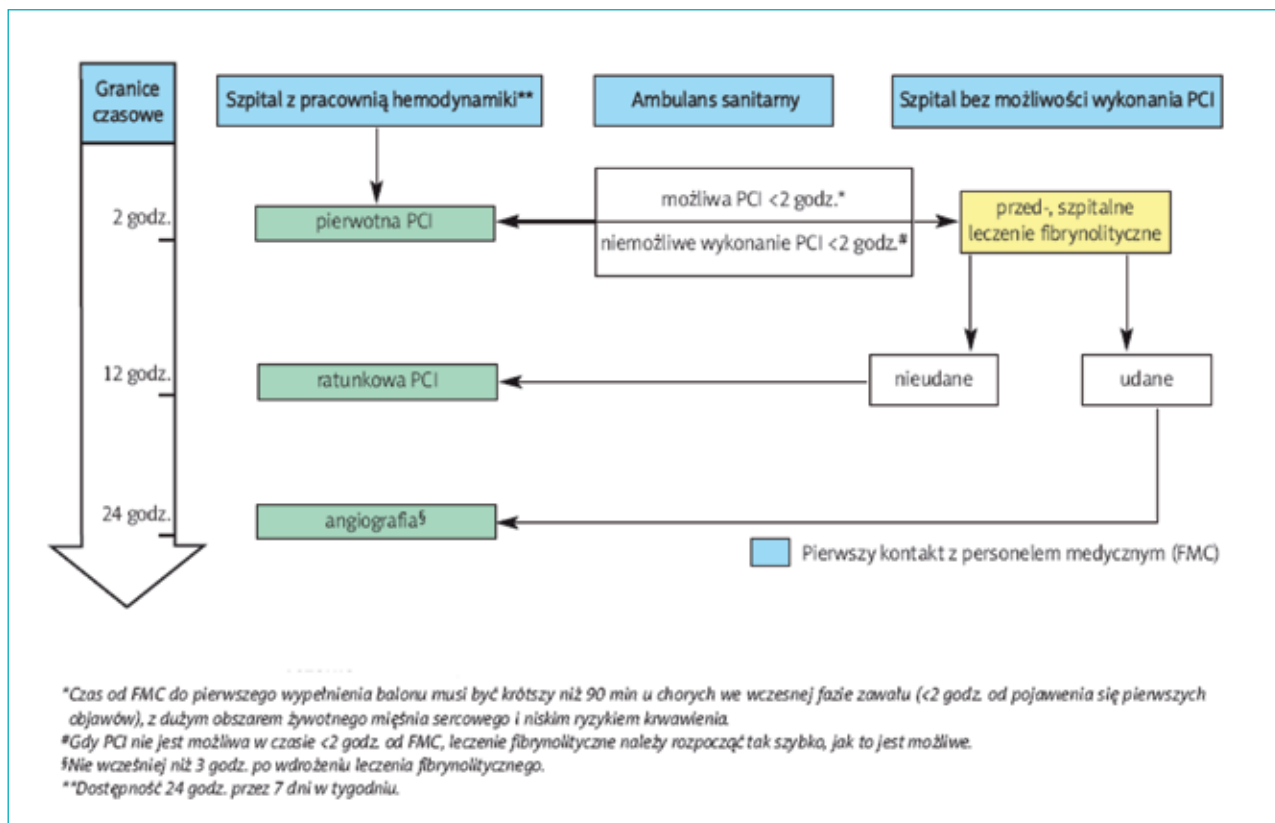 Granice
czasowe
Szpital z pracownią hemodynamiki**
Ambulans sanitarny
Szpital bez możliwości wykonania PCI
2 godz.
pierwotna PCI
możliwa PCI <2 godz.*
niemożliwe wykonanie PCI <2 godz.#
przed-, szpitalne
leczenie fibrynolityczne
12 godz.
ratunkowa PCI
nieudane
udane
24 godz.
angiografia§
Pierwszy kontakt z personelem medycznym (FMC)
*Czas od FMC do pierwszego wypełnienia balonu musi być krótszy niż 90 min u chorych we wczesnej fazie zawału (<2 godz. od pojawienia się pierwszych
objawów), z dużym obszarem żywotnego mięśnia sercowego i niskim ryzykiem krwawienia.
#Gdy PCI nie jest możliwa w czasie <2 godz. od FMC, leczenie fibrynolityczne należy rozpocząć tak szybko, jak to jest możliwe.
§Nie wcześniej niż 3 godz. po wdrożeniu leczenia fibrynolitycznego.
**Dostępność 24 godz. przez 7 dni w tygodniu.